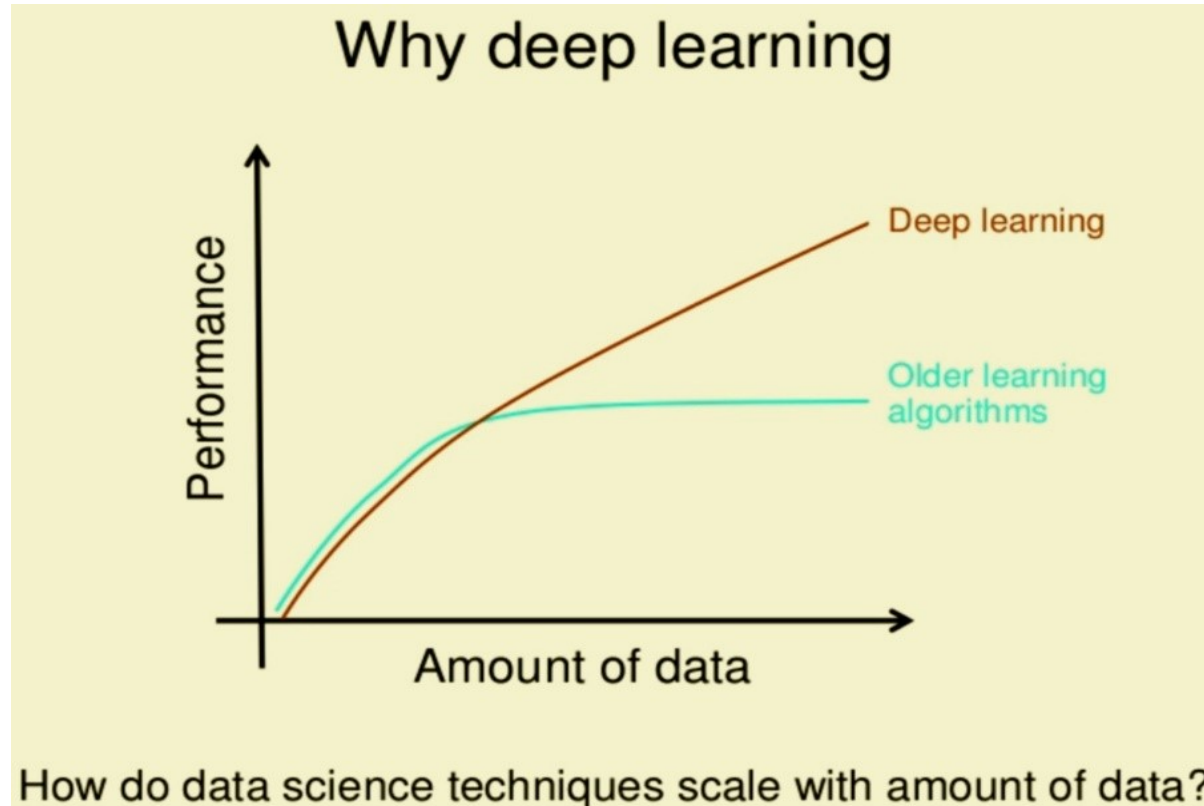 Why deep learning
Performance
Deep learning
Older learning
algorithms
Amount of data
How do data science techniques scale with amount of data?